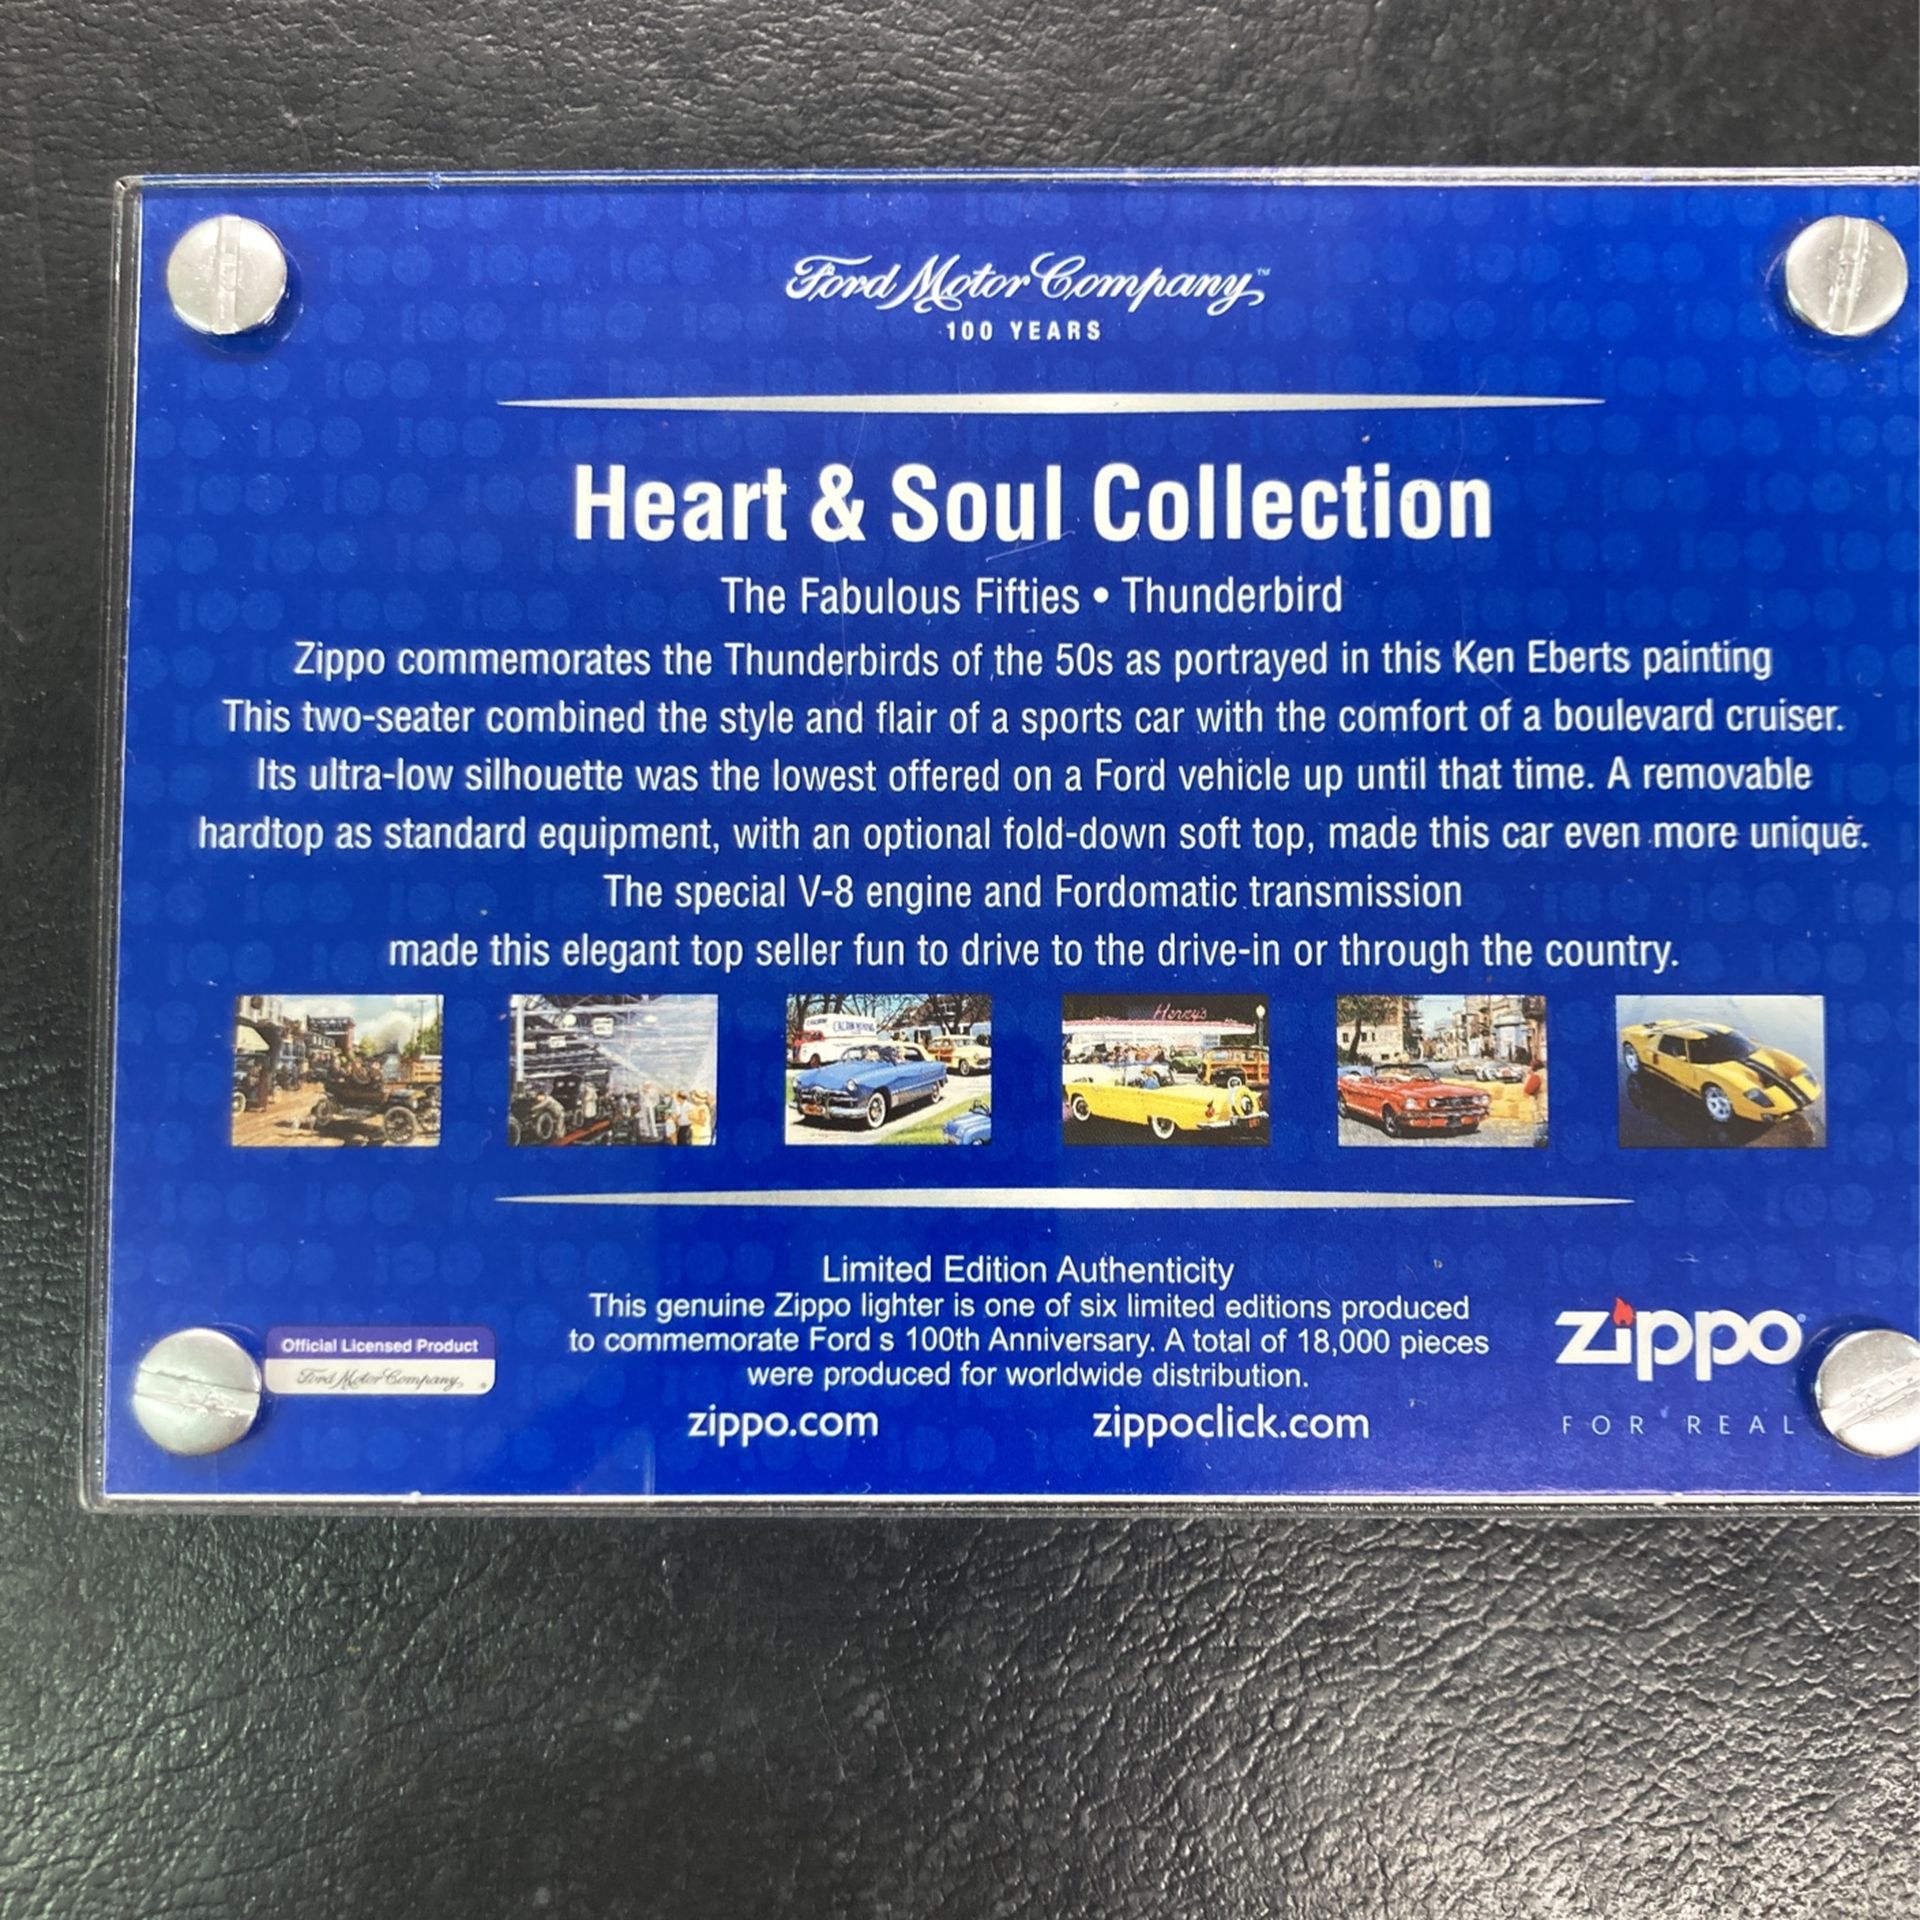 Ford Motor Company™
100 YEARS
Heart & Soul Collection
The Fabulous Fifties • Thunderbird
Zippo commemorates the Thunderbirds of the 50s as portrayed in this Ken Eberts painting
This two-seater combined the style and flair of a sports car with the comfort of a boulevard cruiser.
Its ultra-low silhouette was the lowest offered on a Ford vehicle up until that time. A removable
hardtop as standard equipment, with an optional fold-down soft top, made this car even more unique.
The special V-8 engine and Fordomatic transmission
made this elegant top seller fun to drive to the drive-in or through the country.
Limited Edition Authenticity
This genuine Zippo lighter is one of six limited editions produced
to commemorate Ford s 100th Anniversary. A total of 18,000 pieces
were produced for worldwide distribution.
zippo.com zippoclick.com
Official Licensed Product
Ford Motor Company
zippo
FOR REAL